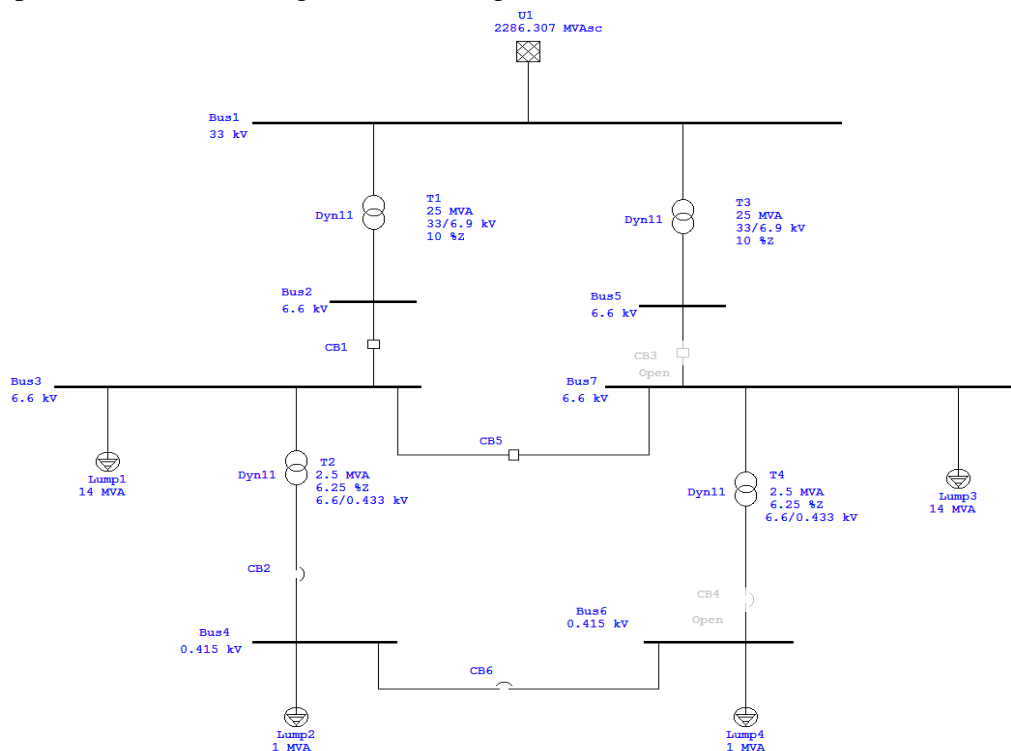 U1
2286.307 MVAsc
Bus1
33 kV
Dyn11
T1
25 MVA
33/6.9 kV
10 %Z
Dyn11
T3
25 MVA
33/6.9 kV
10 %Z
Bus2
6.6 kV
Bus5
6.6 kV
CB1
CB3
Open
Bus3
6.6 kV
Bus7
6.6 kV
CB5
Lump1
14 MVA
Dyn11
T2
2.5 MVA
6.25 %Z
6.6/0.433 kV
Dyn11
T4
2.5 MVA
6.25 %Z
6.6/0.433 kV
Lump3
14 MVA
CB2
CB4
Open
Bus4
0.415 kV
Bus6
0.415 kV
CB6
Lump2
1 MVA
Lump4
1 MVA